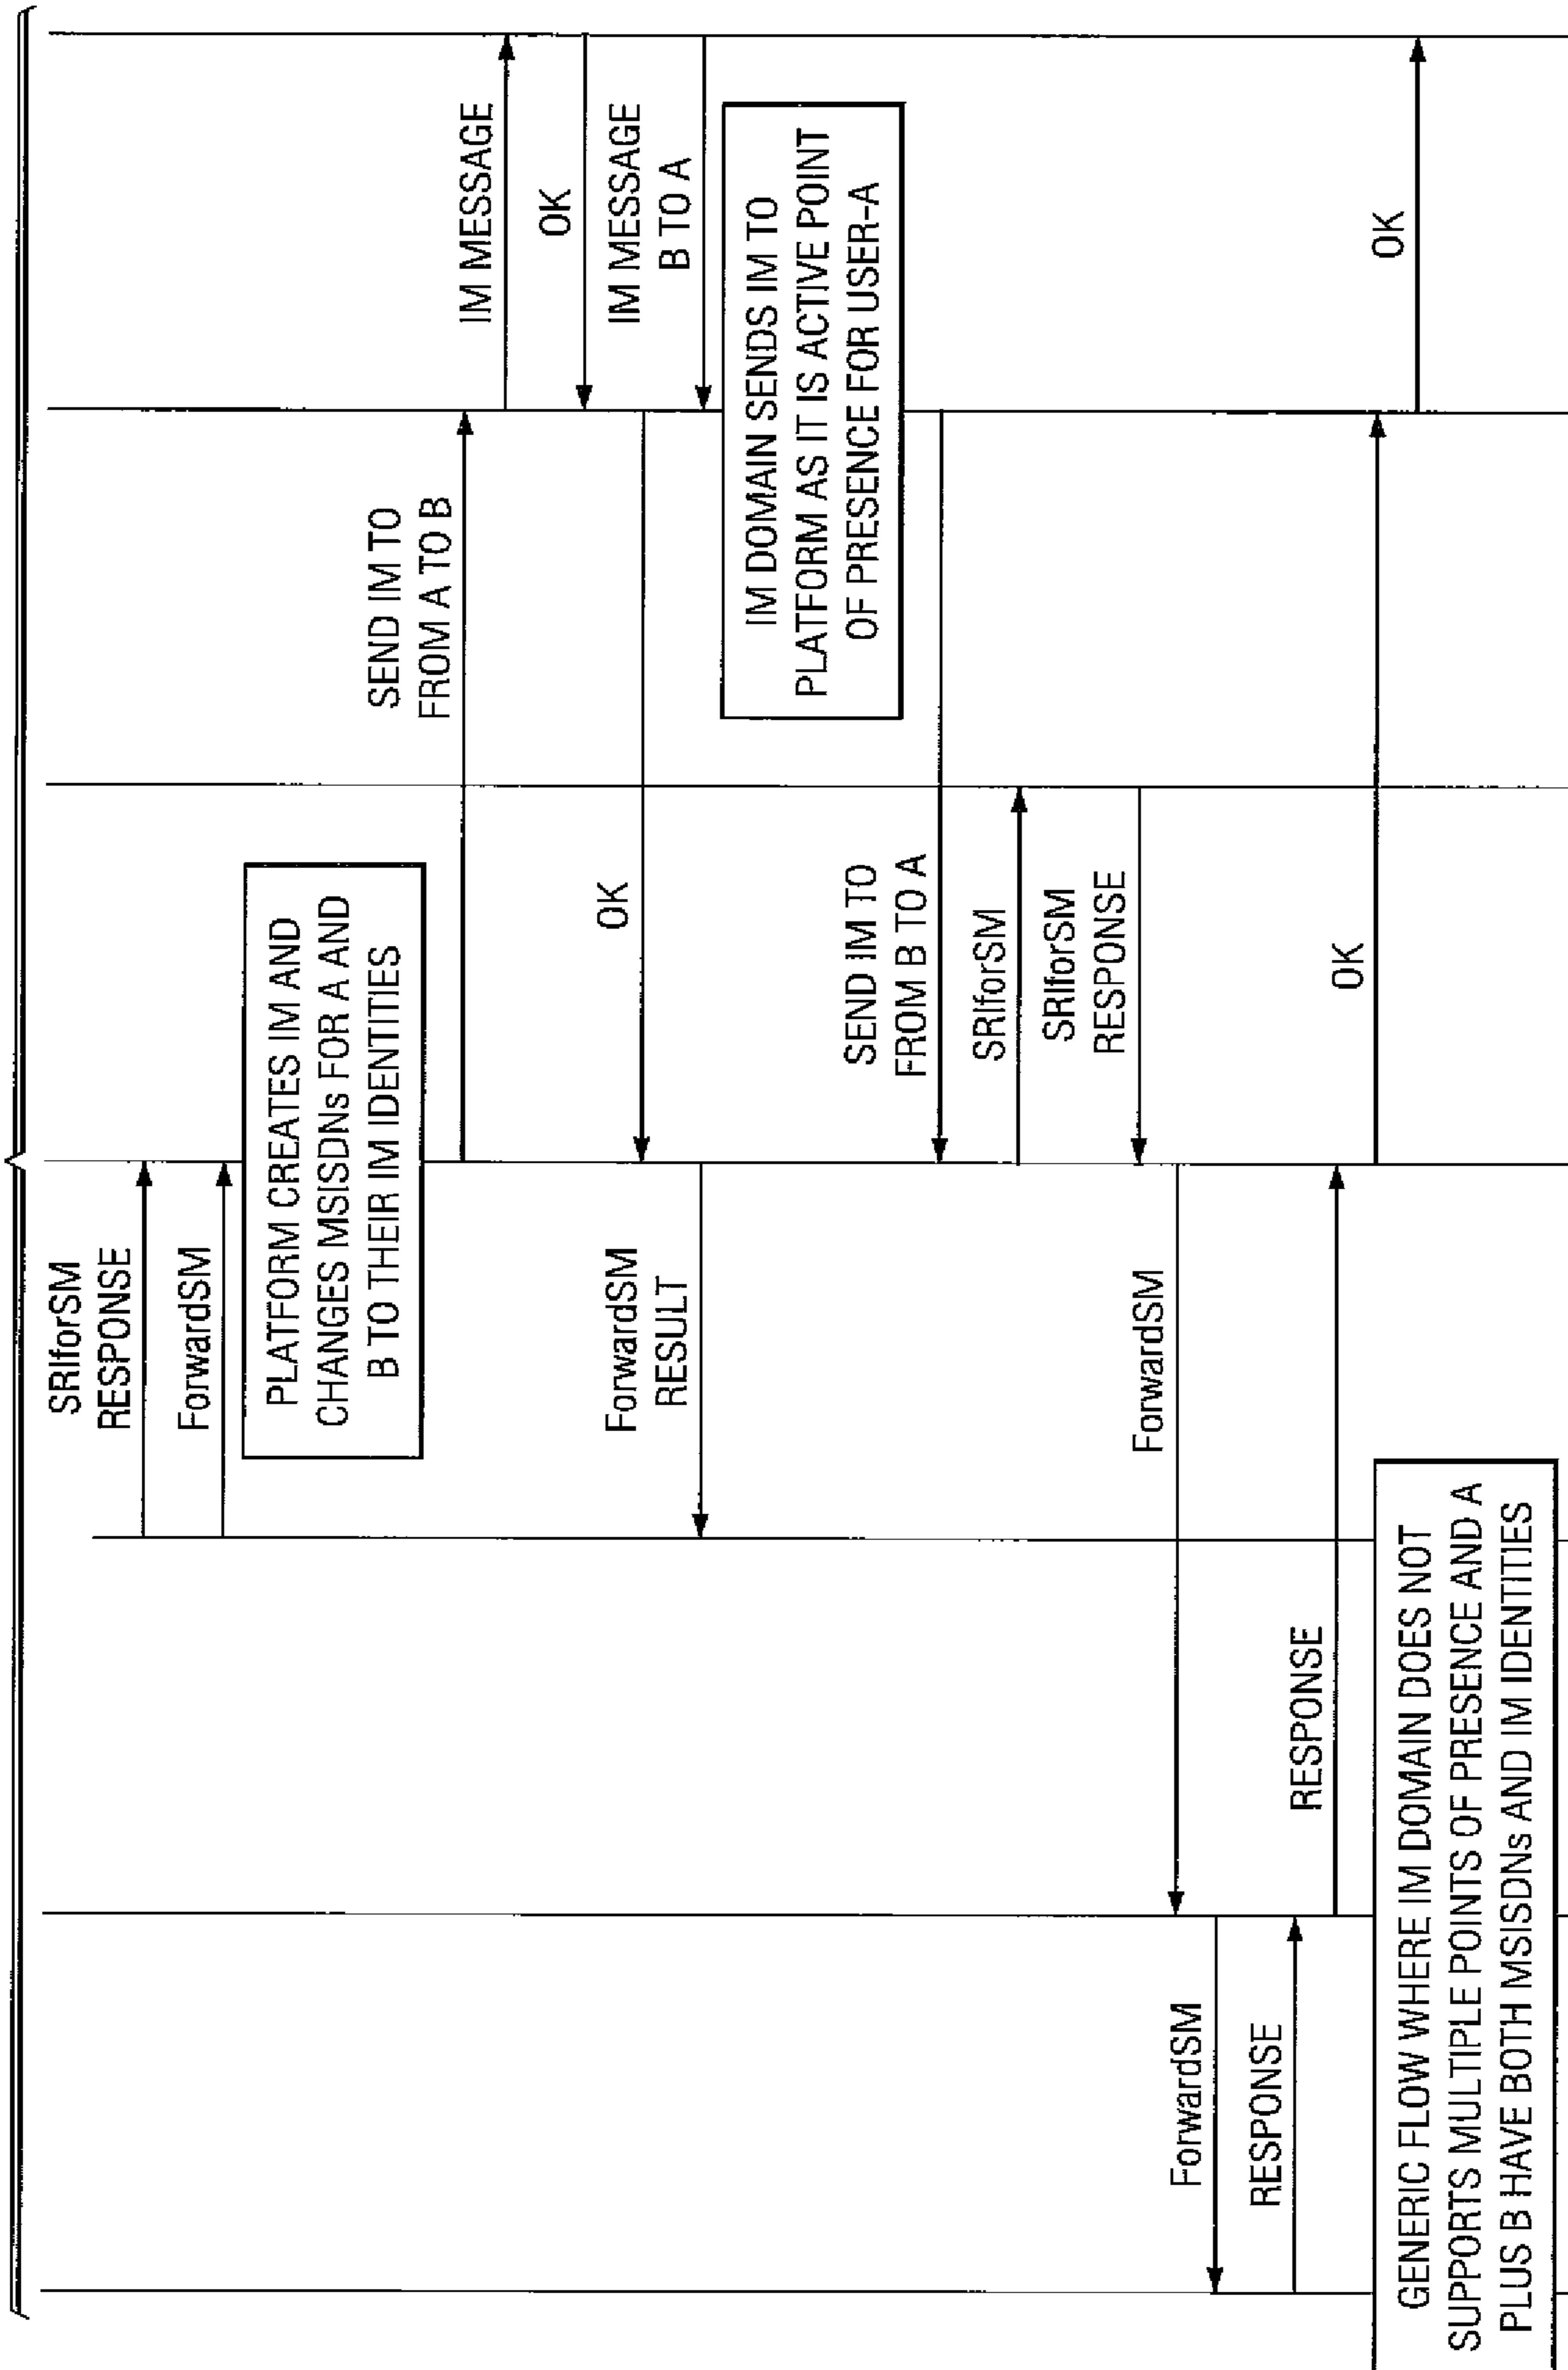 SRIforSM
RESPONSE
ForwardSM
PLATFORM CREATES IM AND
CHANGES MSISDNs FOR A AND
B TO THEIR IM IDENTITIES
SEND IM TO
FROM A TO B
IM MESSAGE
OK
IM MESSAGE
B TO A
OK
ForwardSM
RESULT
IM DOMAIN SENDS IM TO
PLATFORM AS IT IS ACTIVE POINT
OF PRESENCE FOR USER-A
SEND IM TO
FROM B TO A
SRIforSM
SRIforSM
RESPONSE
ForwardSM
ForwardSM
RESPONSE
RESPONSE
OK
OK
GENERIC FLOW WHERE IM DOMAIN DOES NOT
SUPPORTS MULTIPLE POINTS OF PRESENCE AND A
PLUS B HAVE BOTH MSISDNs AND IM IDENTITIES